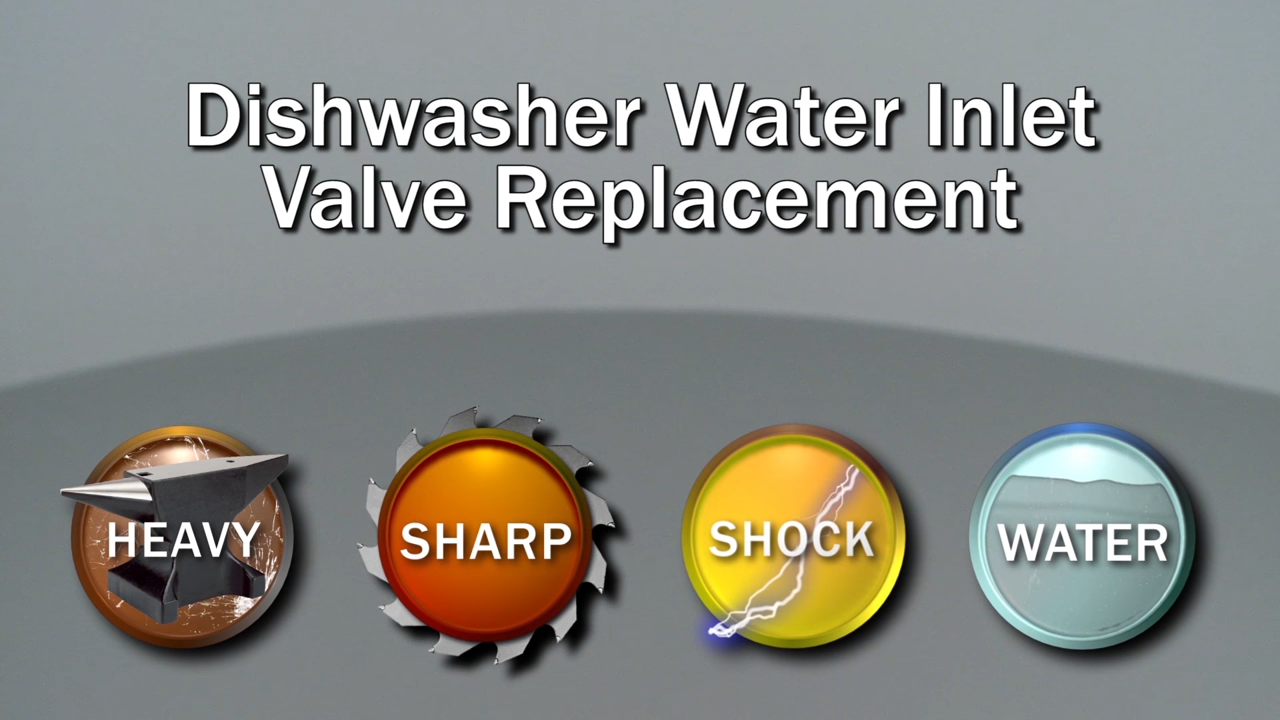 Dishwasher Water Inlet
Valve Replacement
HEAVY
SHARP
SHOCK
WATER